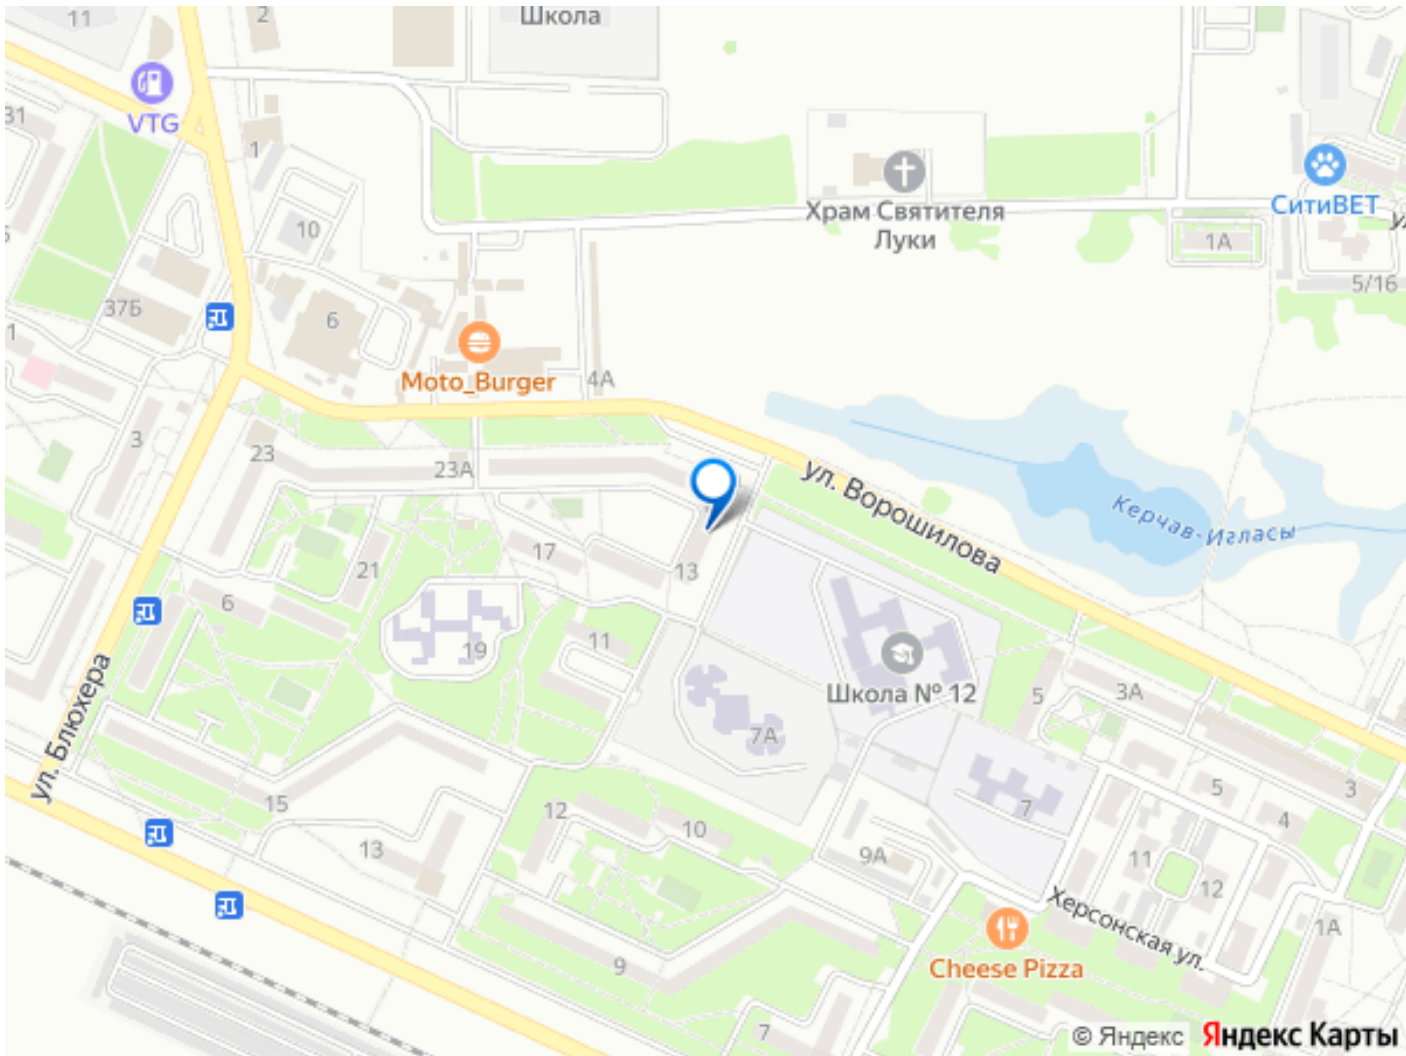 11
2
Школа
VTG
31
1
10
Храм Святителя
Луки
СитиВЕТ
1А
5/16
37Б
6
1
Moto_Burger
4А
3
23
23А
ул. Ворошилова
Керчав-Игласы
17
21
13
6
19
11
Школа № 12
5
3А
7А
ул. Блюхера
15
12
10
13
7
5
3
4
9А
11
12
Херсонская ул.
1А
Cheese Pizza
9
7
© Яндекс
Яндекс Карты